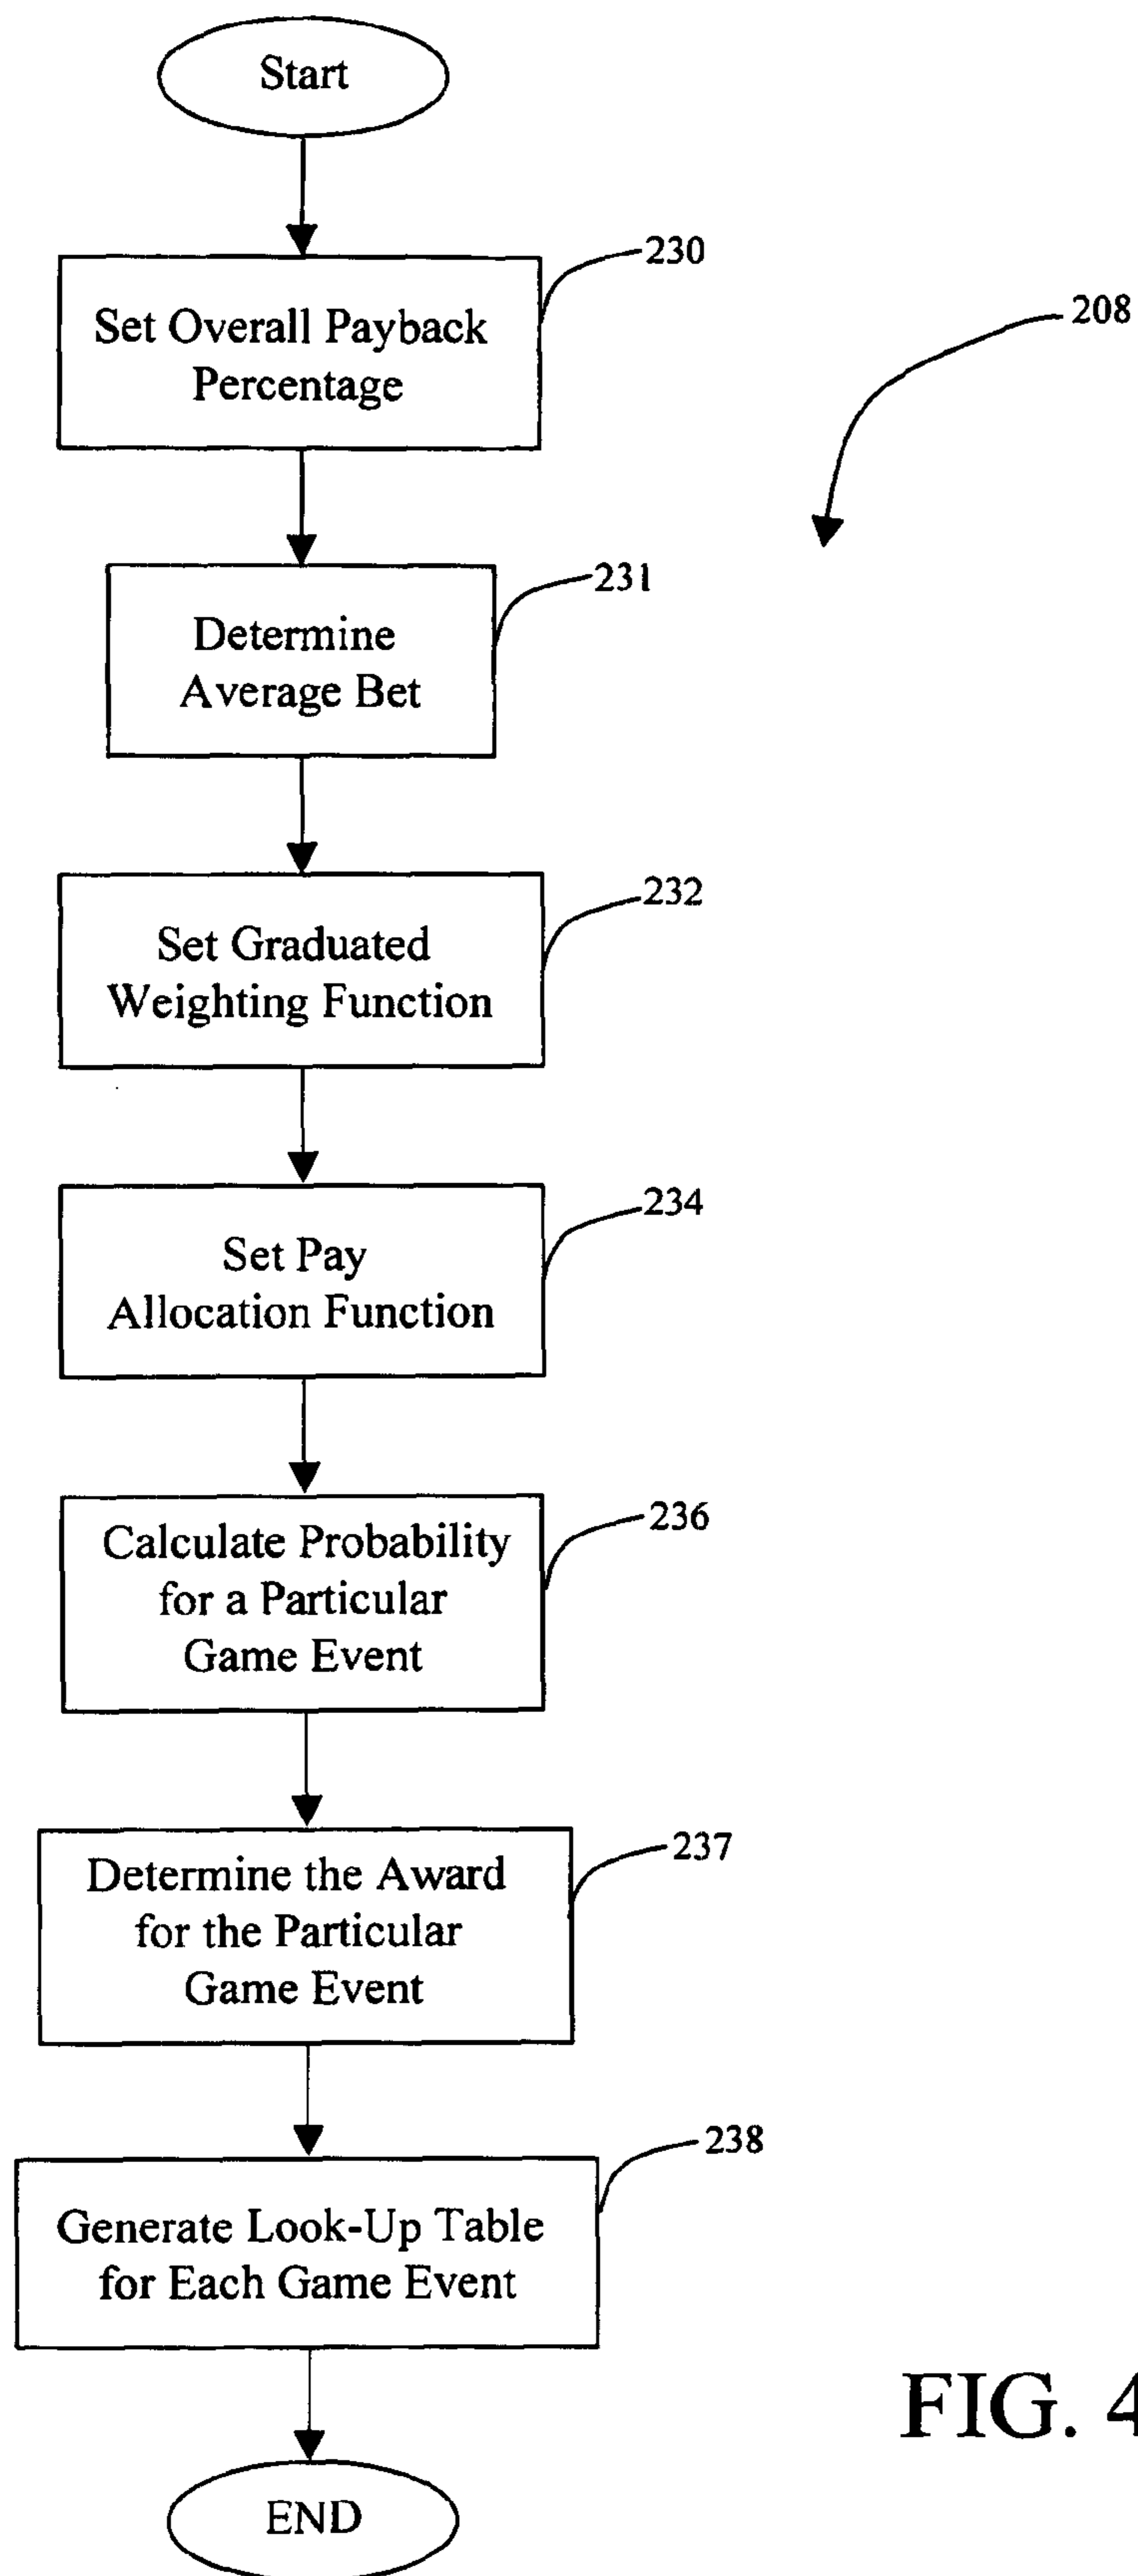 Start
230
Set Overall Payback
Percentage
208
231
Determine
Average Bet
232
Set Graduated
Weighting Function
234
Set Pay
Allocation Function
236
Calculate Probability
for a Particular
Game Event
237
Determine the Award
for the Particular
Game Event
238
Generate Look-Up Table
for Each Game Event
FIG. 4
END